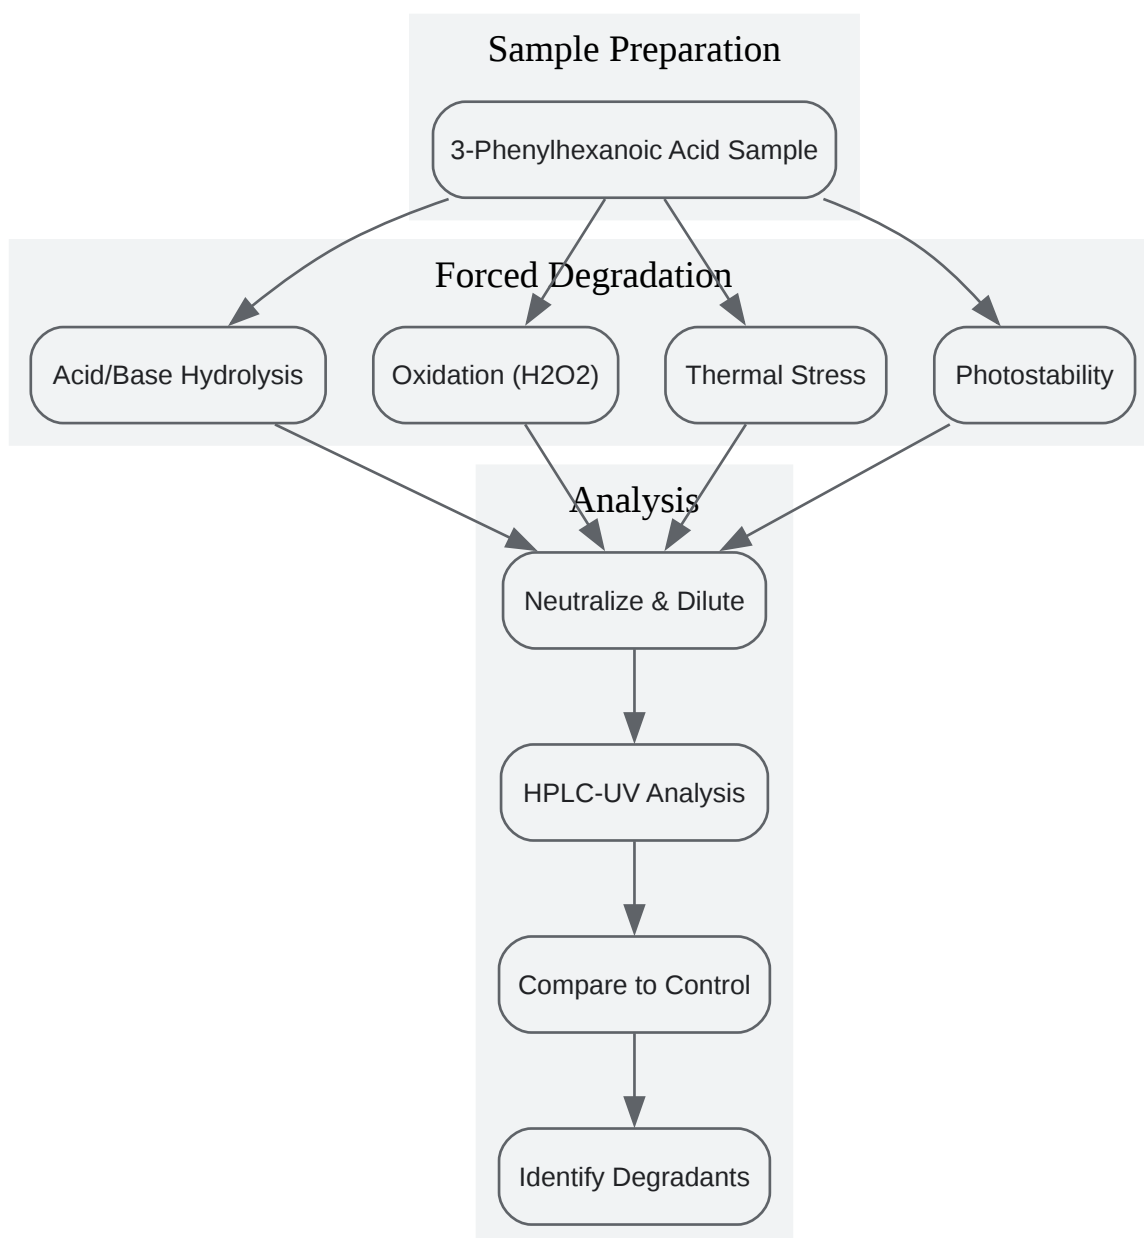 Sample Preparation
3-Phenylhexanoic Acid Sample
Forced Degradation
Acid/Base Hydrolysis
Oxidation (H2O2)
Thermal Stress
Photostability
Analysis
Neutralize & Dilute
HPLC-UV Analysis
Compare to Control
Identify Degradants